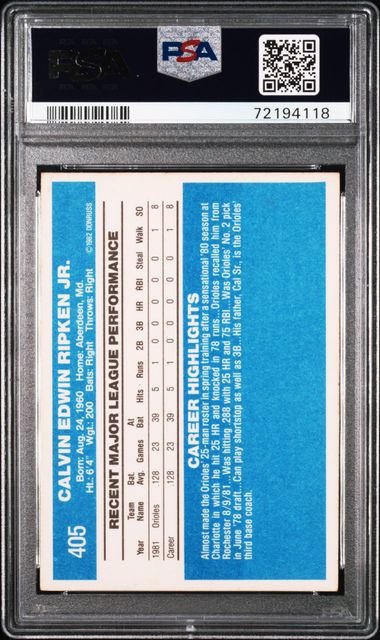 PSA
PSA
72194118
405
CALVIN EDWIN RIPKEN JR.
Born: Aug. 24, 1960 Home: Aberdeen, Md.
Ht.: 6'4" Wgt.: 200 Bats: Right Throws: Right
©1982 DONRUSS
RECENT MAJOR LEAGUE PERFORMANCE
Team Bat. At
Year Name Avg. Games Bat Hits Runs 2B 3B HR RBI Steal Walk SO
1981 Orioles .128 23 39 5 1 0 0 0 0 0 1 8
Career .128 23 39 5 1 0 0 0 0 0 1 8
CAREER HIGHLIGHTS
Almost made the Orioles' 25-man roster in spring training after a sensational '80 season at
Charlotte in which he hit 25 HR and knocked in 78 runs...Orioles recalled him from
Rochester 8/9/81...Was hitting .288 with 23 HR and 75 RBI...Was Orioles' No. 2 pick
in June '78 draft...Can play shortstop as well as 3B...His father, Cal Sr., is the Orioles'
third base coach.